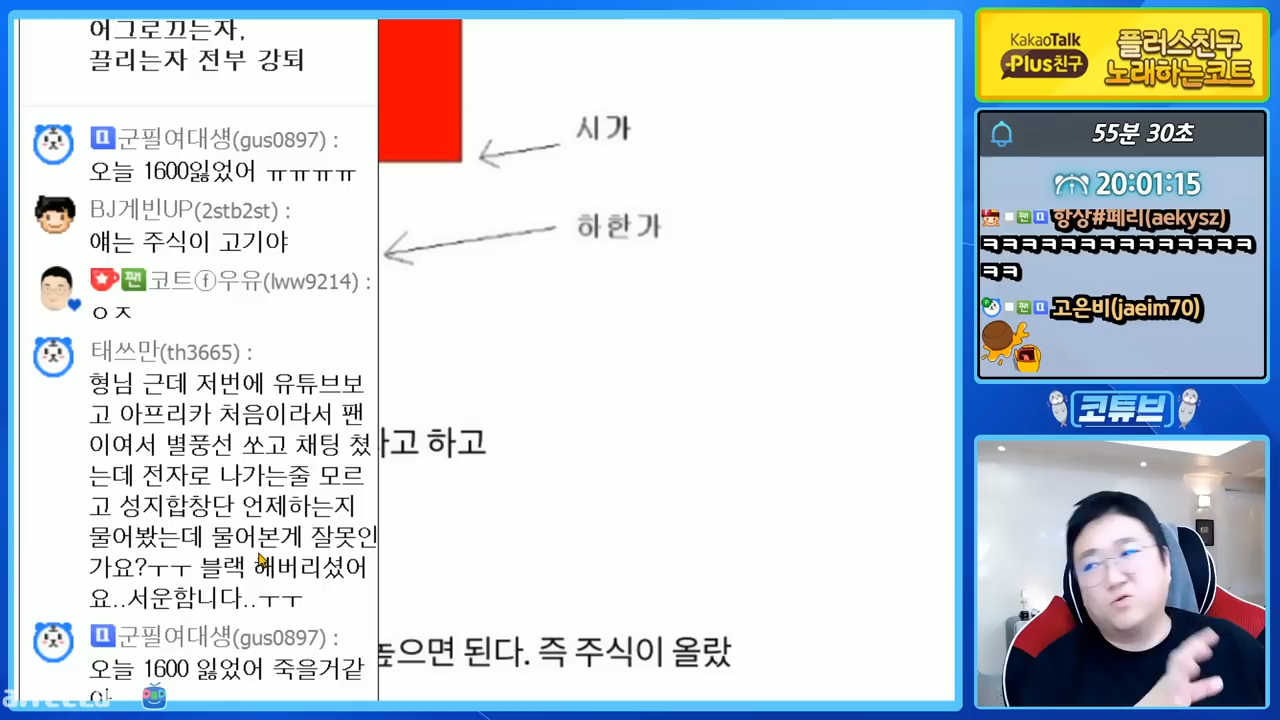 어그로끄는자,
끌리는자 전부 강퇴
군필여대생(gus0897) :
오늘 1600잃었어 ㅠㅠㅠㅠ
BJ게빈UP(2stb2st) :
얘는 주식이 고기야
팬 코트ⓕ우유(lww9214) :
ㅇㅈ
태쓰만(th3665) :
형님 근데 저번에 유튜브보
고 아프리카 처음이라서 팬
이여서 별풍선 쏘고 채팅 쳤
는데 전자로 나가는줄 모르
고 성지합창단 언제하는지
물어봤는데 물어본게 잘못인
가요?ㅜㅜ 블랙 해버리셨어
요..서운함니다..ㅜㅜ
군필여대생(gus0897) :
오늘 1600 잃었어 죽을거같
아
시가
하한가
하고
높으면 된다. 즉 주식이 올랐
KakaoTalk
Plus친구
플러스친구
노래하는코트
55분 30초
20:01:15
팬 항상#페리(aekysz)
ㅋㅋㅋㅋㅋㅋㅋㅋㅋㅋㅋㅋㅋㅋ
ㅋㅋ
팬 고은비(jaeim70)
코튜브